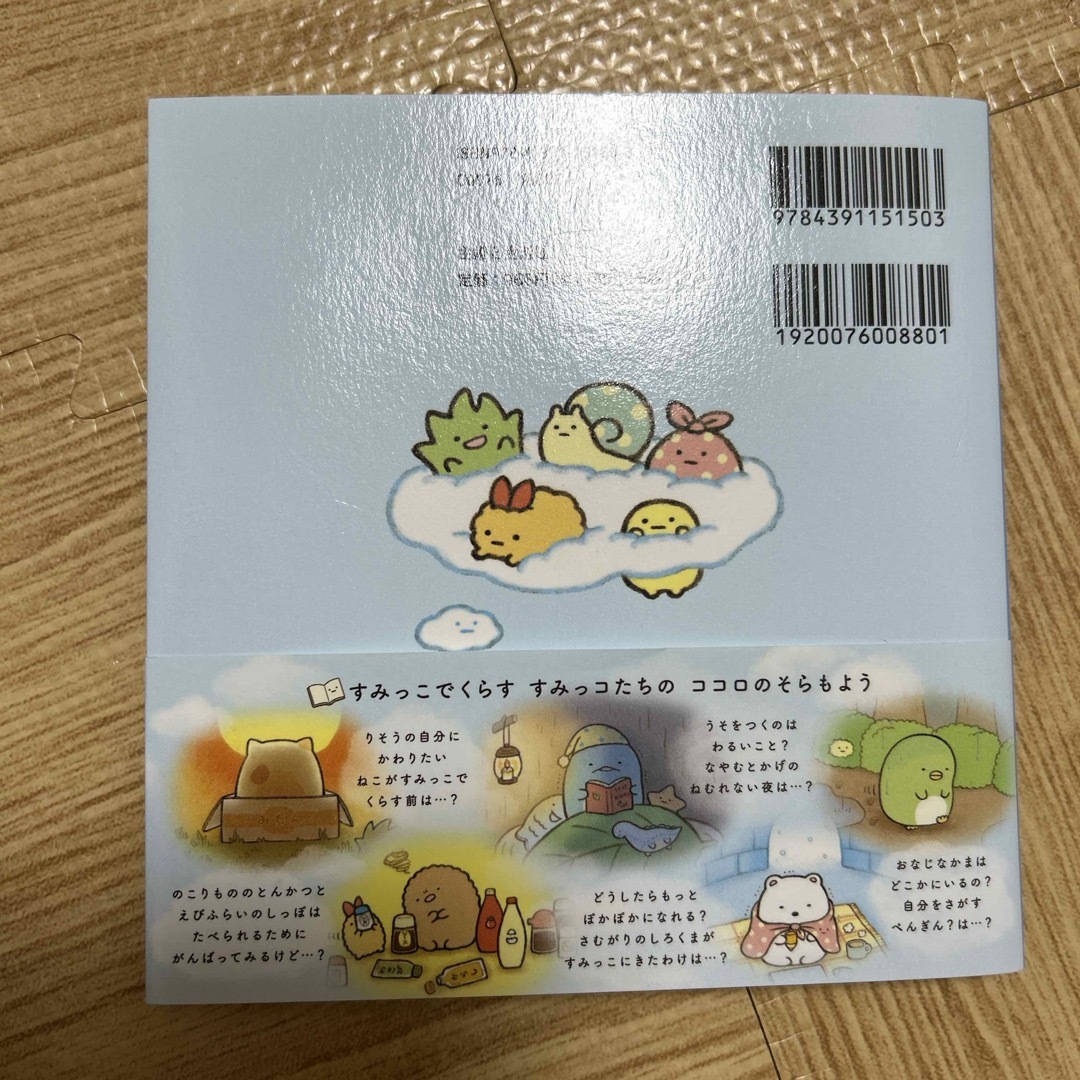 9784391151503
1920076008801
すみっこでくらす すみっコたちの ココロのそらもよう
りそうの自分に
かわりたい
ねこがすみっこで
くらす前は…?
うそをつくのは
わるいこと?
なやむとかげの
ねむれない夜は…?
のこりもののとんかつと
えびふらいのしっぽは
たべられるために
がんばってみるけど…?
どうしたらもっと
ぽかぽかになれる?
さむがりのしろくまが
すみっこにきたわけは…?
おなじなかまは
どこかにいるの?
自分をさがす
ぺんぎん?は…?